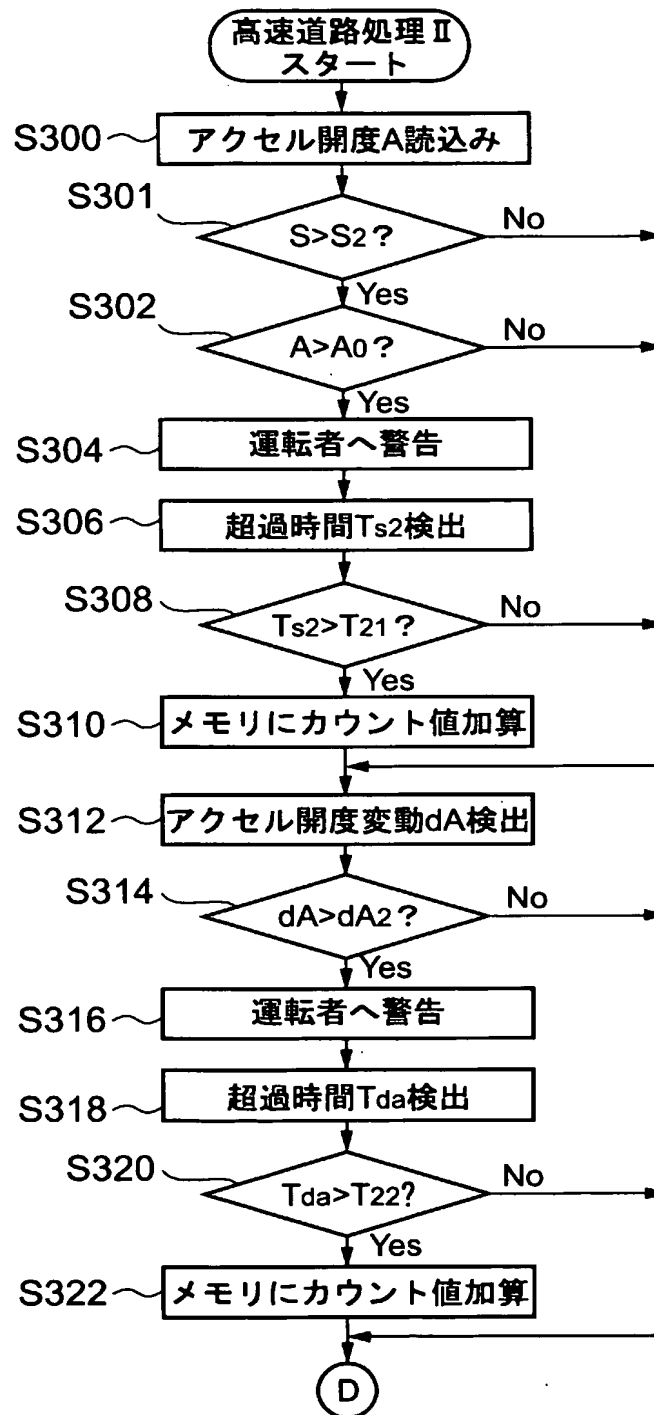 高速道路処理Ⅱ
スタート
S300
アクセル開度A読込み
S301
S>S2?
No
Yes
S302
A>A0?
No
Yes
S304
運転者へ警告
S306
超過時間Ts2検出
S308
Ts2>T21?
No
Yes
S310
メモリにカウント値加算
S312
アクセル開度変動dA検出
S314
dA>dA2?
No
Yes
S316
運転者へ警告
S318
超過時間Tda検出
S320
Tda>T22?
No
Yes
S322
メモリにカウント値加算
D